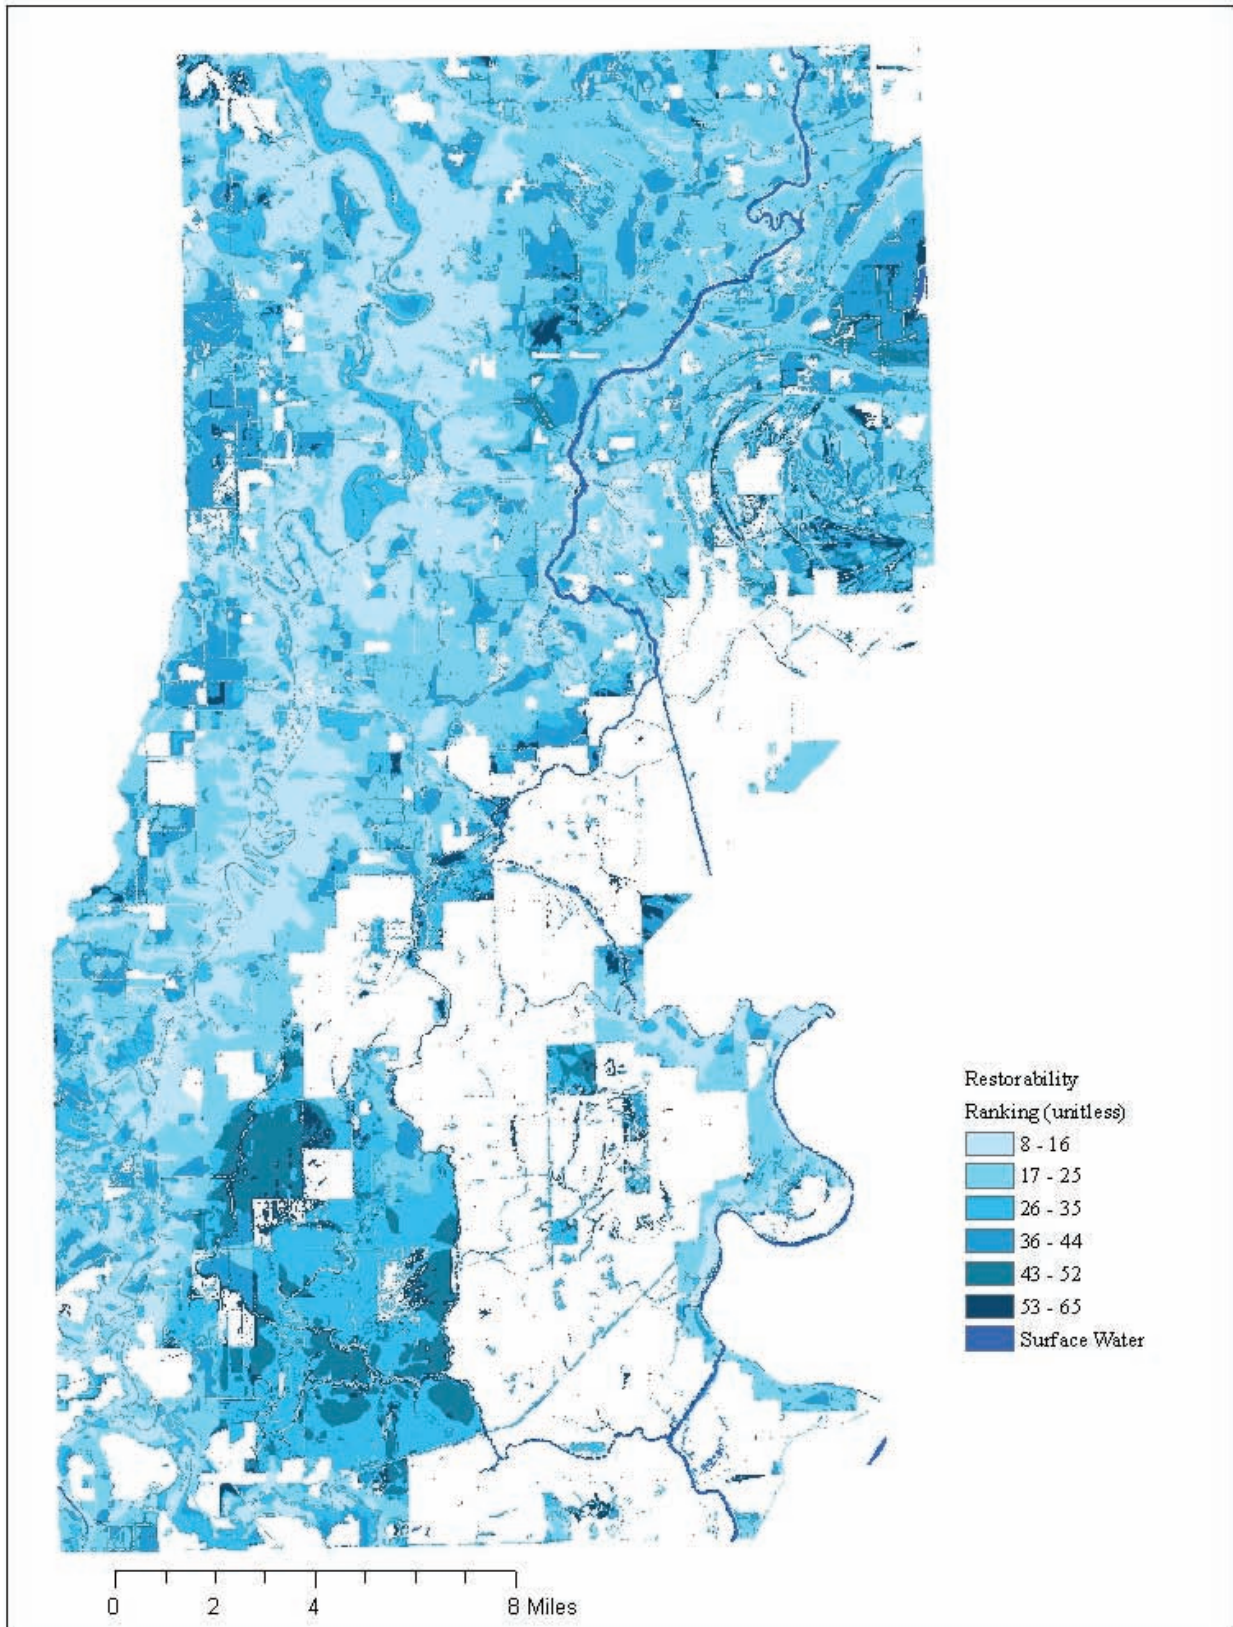 Restorability
Ranking (unitless)
8 - 16
17 - 25
26 - 35
36 - 44
43 - 52
53 - 65
Surface Water
0 2 4 8 Miles